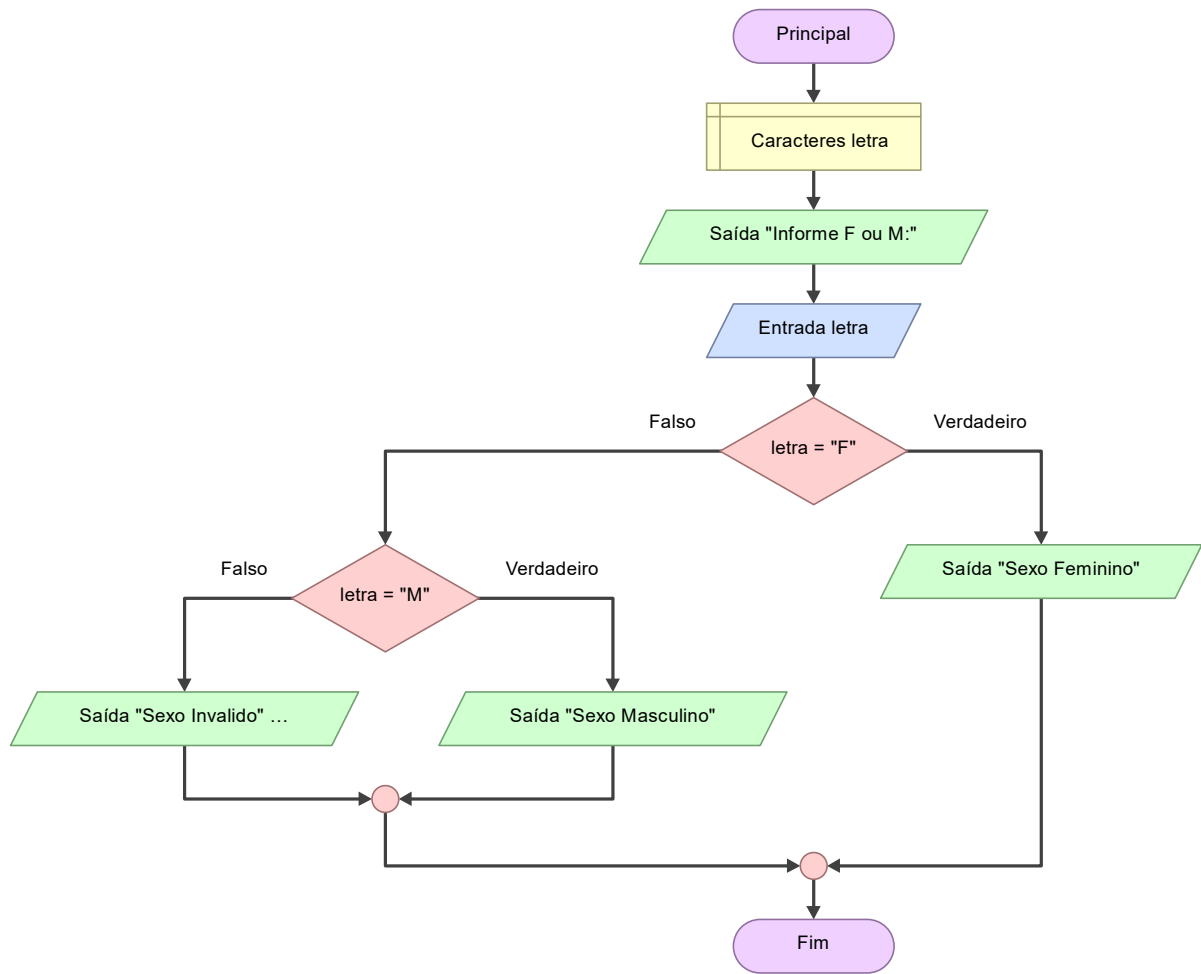 Principal
Caracteres letra
Saída "Informe F ou M:"
Entrada letra
Falso
Verdadeiro
letra = "F"
Falso
Verdadeiro
letra = "M"
Saída "Sexo Feminino"
Saída "Sexo Invalido" …
Saída "Sexo Masculino"
Fim